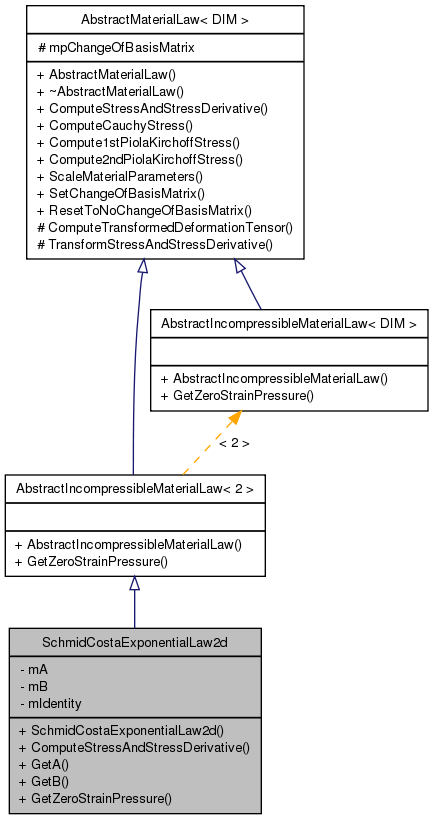 AbstractMaterialLaw< DIM >
# mpChangeOfBasisMatrix
+ AbstractMaterialLaw()
+ ~AbstractMaterialLaw()
+ ComputeStressAndStressDerivative()
+ ComputeCauchyStress()
+ Compute1stPiolaKirchoffStress()
+ Compute2ndPiolaKirchoffStress()
+ ScaleMaterialParameters()
+ SetChangeOfBasisMatrix()
+ ResetToNoChangeOfBasisMatrix()
# ComputeTransformedDeformationTensor()
# TransformStressAndStressDerivative()
AbstractIncompressibleMaterialLaw< DIM >
+ AbstractIncompressibleMaterialLaw()
+ GetZeroStrainPressure()
< 2 >
AbstractIncompressibleMaterialLaw< 2 >
+ AbstractIncompressibleMaterialLaw()
+ GetZeroStrainPressure()
SchmidCostaExponentialLaw2d
- mA
- mB
- mIdentity
+ SchmidCostaExponentialLaw2d()
+ ComputeStressAndStressDerivative()
+ GetA()
+ GetB()
+ GetZeroStrainPressure()